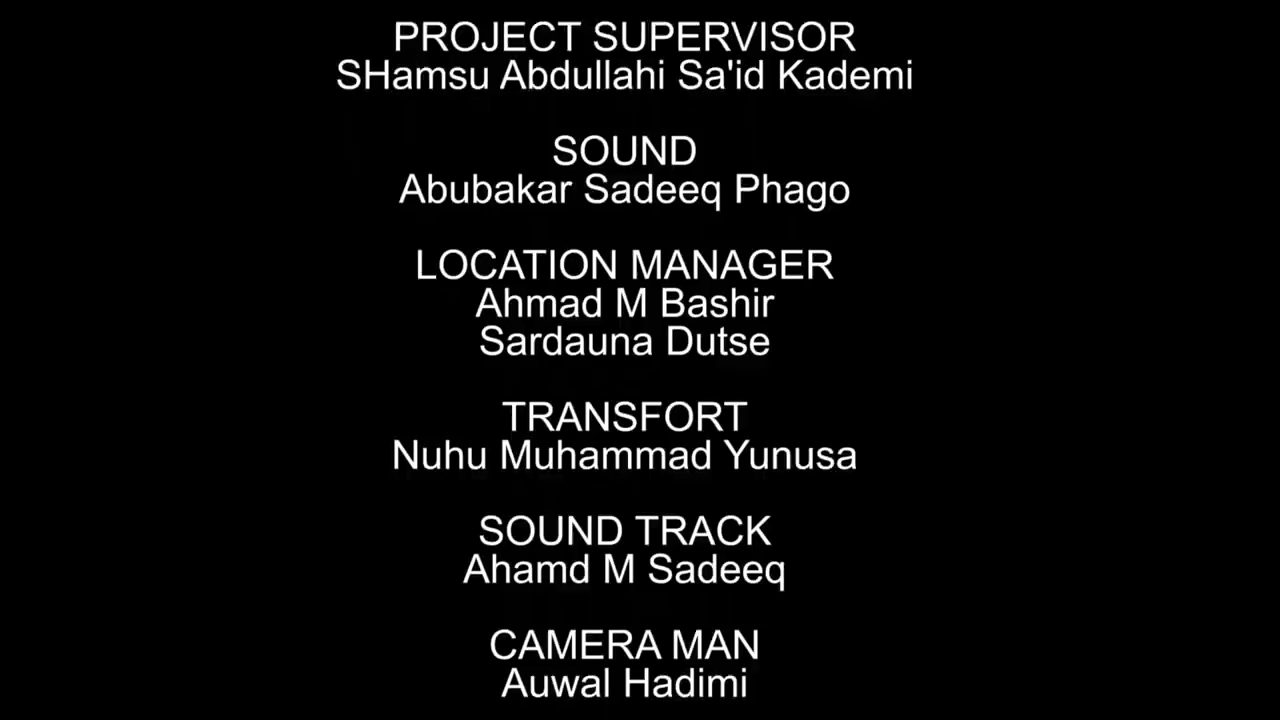 PROJECT SUPERVISOR
SHamsu Abdullahi Sa'id Kademi
SOUND
Abubakar Sadeeq Phago
LOCATION MANAGER
Ahmad M Bashir
Sardauna Dutse
TRANSFORT
Nuhu Muhammad Yunusa
SOUND TRACK
Ahamd M Sadeeq
CAMERA MAN
Auwal Hadimi